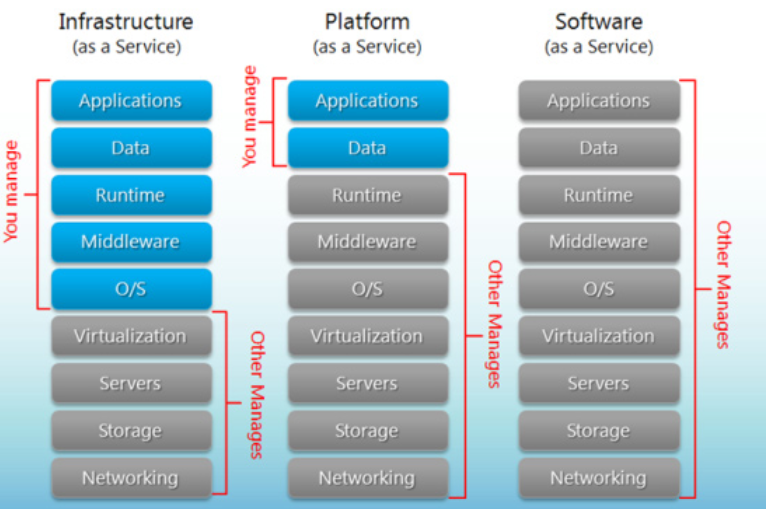 Infrastructure
(as a Service)
You manage
Applications
Data
Runtime
Middleware
O/S
Virtualization
Servers
Storage
Networking
Other Manages
Platform
(as a Service)
You manage
Applications
Data
Runtime
Middleware
O/S
Virtualization
Servers
Storage
Networking
Other Manages
Software
(as a Service)
Applications
Data
Runtime
Middleware
O/S
Virtualization
Servers
Storage
Networking
Other Manages